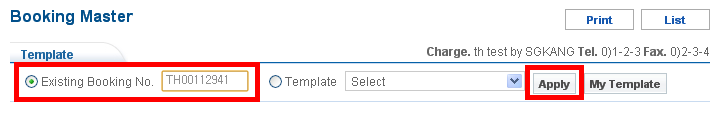 Booking Master
Print List
Template
Charge. th test by SGKANG Tel. 0)1-2-3 Fax. 0)2-3-4
Existing Booking No. TH00112941 Template Select Apply My Template